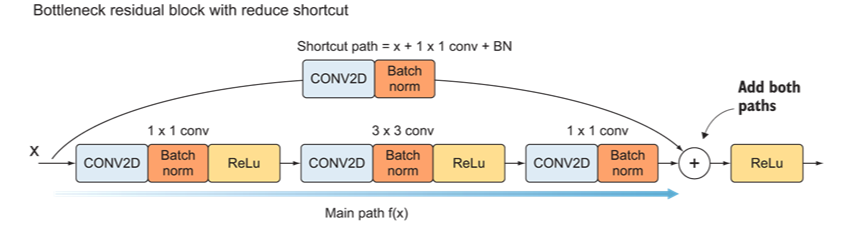 Bottleneck residual block with reduce shortcut
Shortcut path = x + 1 x 1 conv + BN
CONV2D
Batch
norm
Add both
paths
1 x 1 conv
3 x 3 conv
1 x 1 conv
X
CONV2D
Batch
norm
ReLu
CONV2D
Batch
norm
ReLu
CONV2D
Batch
norm
+
ReLu
Main path f(x)